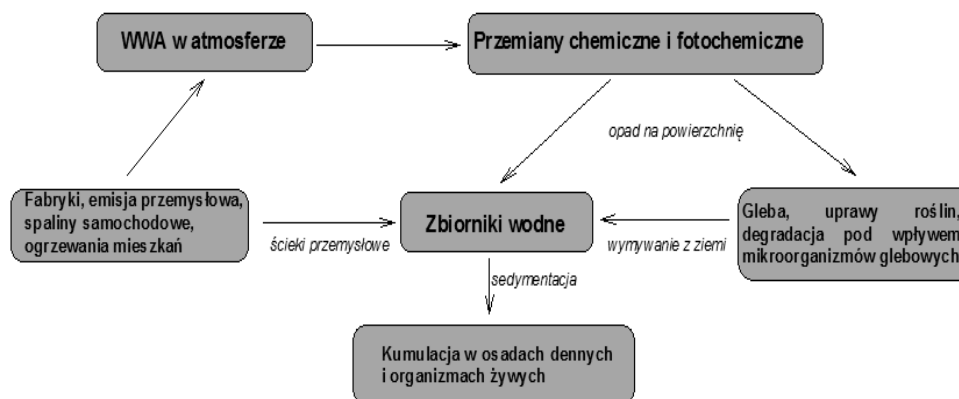 WWA w atmosferze
Przemiany chemiczne i fotochemiczne
opad na powierzchnię
Fabryki, emisja przemysłowa,
spaliny samochodowe,
ogrzewania mieszkań
ścieki przemysłowe
Zbiorniki wodne
wymywanie z ziemi
Gleba, uprawy roślin,
degradacja pod wpływem
mikroorganizmów glebowych
sedymentacja
Kumulacja w osadach dennych
i organizmach żywych